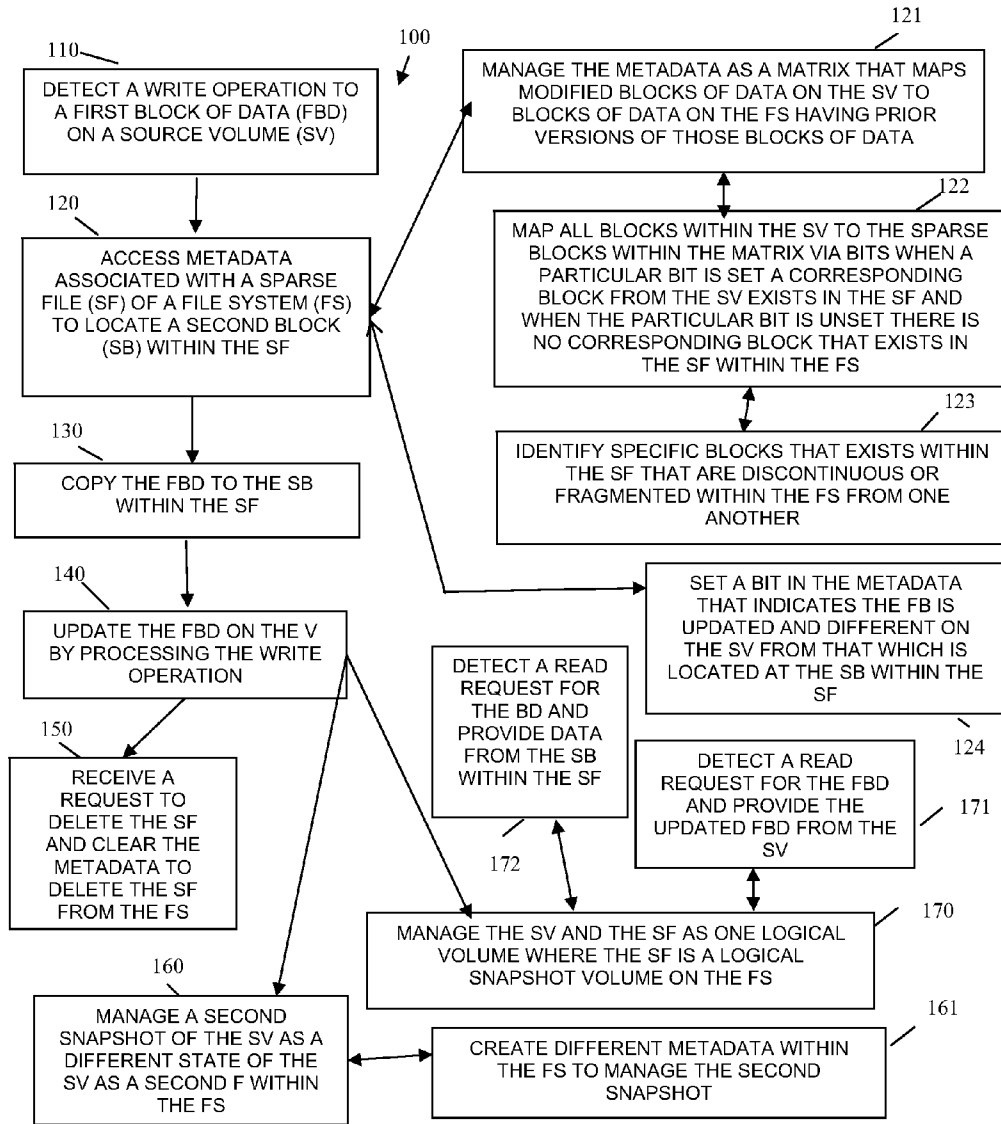 110
100
DETECT A WRITE OPERATION TO
A FIRST BLOCK OF DATA (FBD)
ON A SOURCE VOLUME (SV)
120
ACCESS METADATA
ASSOCIATED WITH A SPARSE
FILE (SF) OF A FILE SYSTEM (FS)
TO LOCATE A SECOND BLOCK
(SB) WITHIN THE SF
130
COPY THE FBD TO THE SB
WITHIN THE SF
140
UPDATE THE FBD ON THE V
BY PROCESSING THE WRITE
OPERATION
150
RECEIVE A
REQUEST TO
DELETE THE SF
AND CLEAR THE
METADATA TO
DELETE THE SF
FROM THE FS
160
MANAGE A SECOND
SNAPSHOT OF THE SV AS A
DIFFERENT STATE OF THE
SV AS A SECOND F WITHIN
THE FS
121
MANAGE THE METADATA AS A MATRIX THAT MAPS
MODIFIED BLOCKS OF DATA ON THE SV TO
BLOCKS OF DATA ON THE FS HAVING PRIOR
VERSIONS OF THOSE BLOCKS OF DATA
122
MAP ALL BLOCKS WITHIN THE SV TO THE SPARSE
BLOCKS WITHIN THE MATRIX VIA BITS WHEN A
PARTICULAR BIT IS SET A CORRESPONDING
BLOCK FROM THE SV EXISTS IN THE SF AND
WHEN THE PARTICULAR BIT IS UNSET THERE IS
NO CORRESPONDING BLOCK THAT EXISTS IN
THE SF WITHIN THE FS
123
IDENTIFY SPECIFIC BLOCKS THAT EXISTS WITHIN
THE SF THAT ARE DISCONTINUOUS OR
FRAGMENTED WITHIN THE FS FROM ONE
ANOTHER
SET A BIT IN THE METADATA
THAT INDICATES THE FB IS
UPDATED AND DIFFERENT ON
THE SV FROM THAT WHICH IS
LOCATED AT THE SB WITHIN THE
SF
124
DETECT A READ
REQUEST FOR
THE BD AND
PROVIDE DATA
FROM THE SB
WITHIN THE SF
172
DETECT A READ
REQUEST FOR THE FBD
AND PROVIDE THE
UPDATED FBD FROM THE
SV
171
170
MANAGE THE SV AND THE SF AS ONE LOGICAL
VOLUME WHERE THE SF IS A LOGICAL
SNAPSHOT VOLUME ON THE FS
161
CREATE DIFFERENT METADATA WITHIN
THE FS TO MANAGE THE SECOND
SNAPSHOT